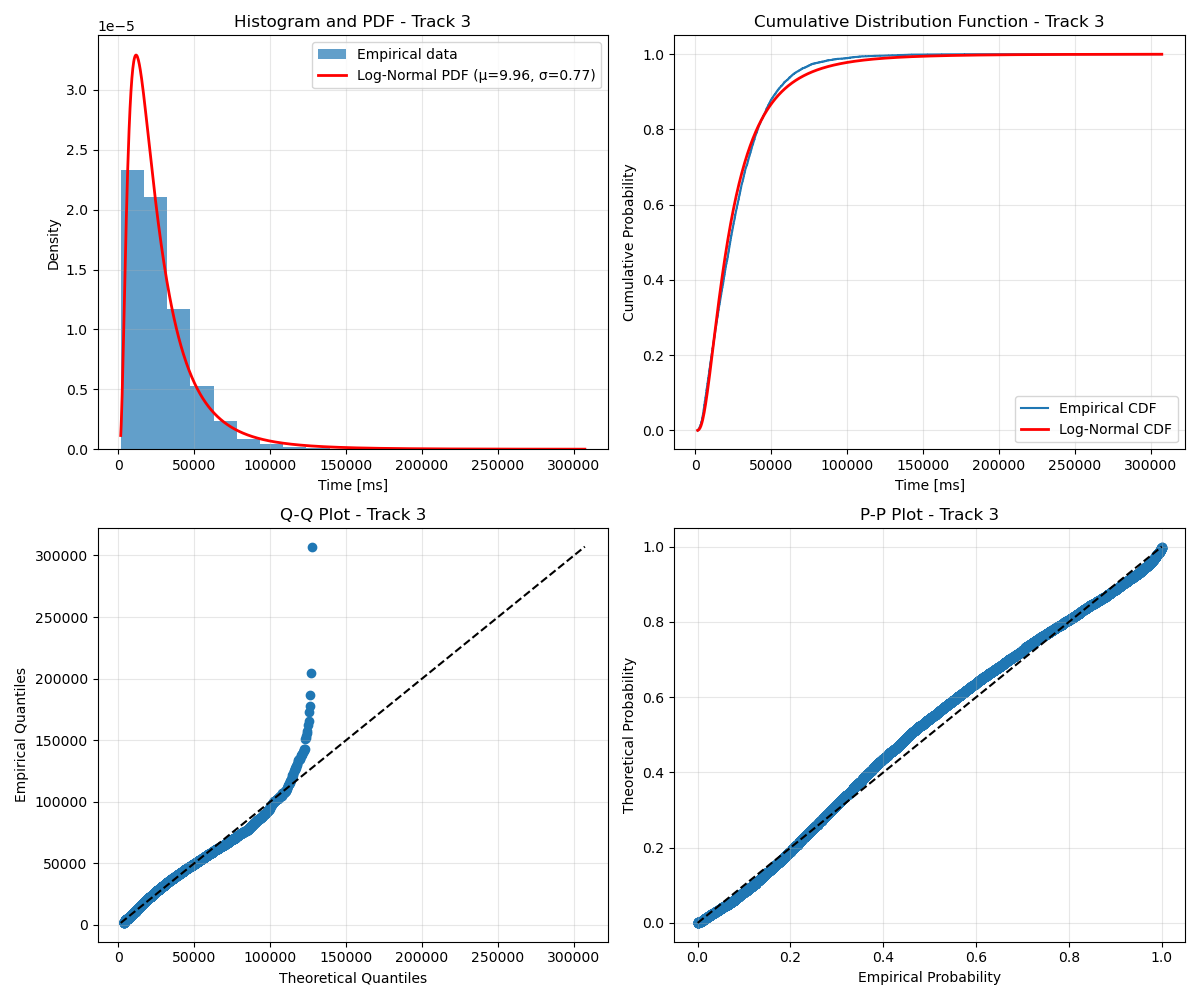 Histogram and PDF - Track 3
1e−5
Empirical data
Log-Normal PDF (μ=9.96, σ=0.77)
3.0
2.5
2.0
1.5
1.0
0.5
0.0
Density
0 50000 100000 150000 200000 250000 300000
Time [ms]
Cumulative Distribution Function - Track 3
1.0
0.8
0.6
0.4
0.2
0.0
Cumulative Probability
Empirical CDF
Log-Normal CDF
0 50000 100000 150000 200000 250000 300000
Time [ms]
Q-Q Plot - Track 3
300000
250000
200000
150000
100000
50000
0
Empirical Quantiles
0 50000 100000 150000 200000 250000 300000
Theoretical Quantiles
P-P Plot - Track 3
1.0
0.8
0.6
0.4
0.2
0.0
Theoretical Probability
0.0 0.2 0.4 0.6 0.8 1.0
Empirical Probability